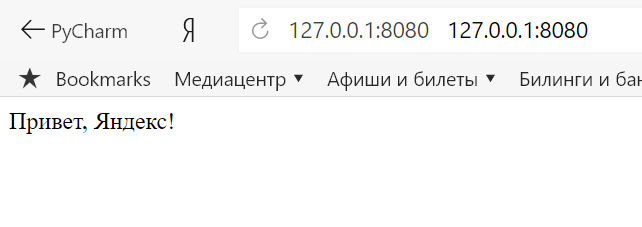 PyCharm Я 127.0.0.1:8080 127.0.0.1:8080
Bookmarks Медиацентр Афиши и билеты Билинги и бан
Привет, Яндекс!